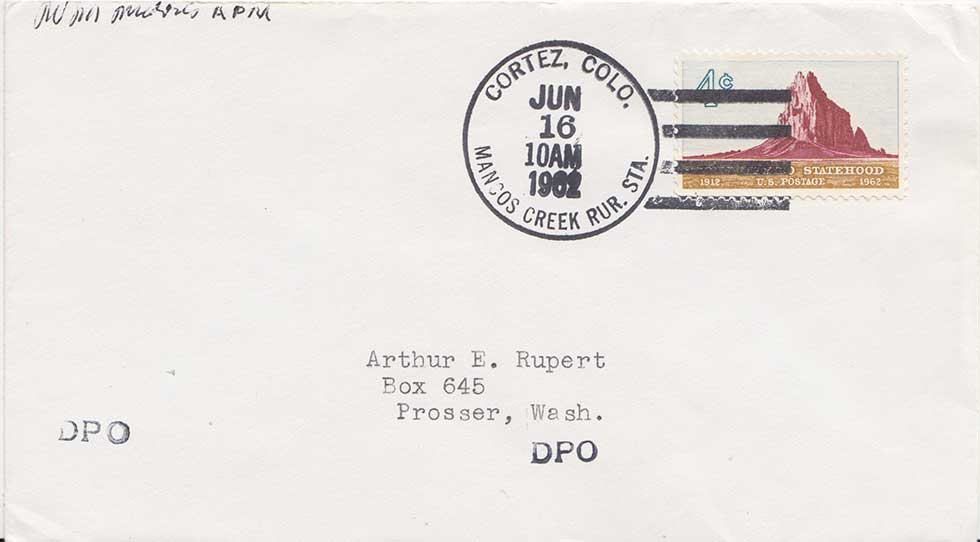 CORTEZ, COLO.
JUN
16
10AM
1962
MANCOS CREEK RUR. STA.
4¢
STATEHOOD
1912 U.S. POSTAGE 1962
Arthur E. Rupert
Box 645
Prosser, Wash.
DPO
DPO